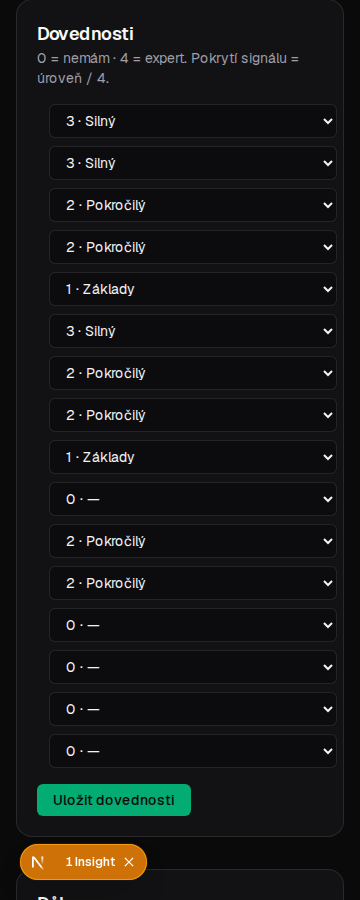 Dovednosti
0 = nemám · 4 = expert. Pokrytí signálu =
úroveň / 4.
3 · Silný
3 · Silný
2 · Pokročilý
2 · Pokročilý
1 · Základy
3 · Silný
2 · Pokročilý
2 · Pokročilý
1 · Základy
0 · —
2 · Pokročilý
2 · Pokročilý
0 · —
0 · —
0 · —
0 · —
Uložit dovednosti
N 1 Insight